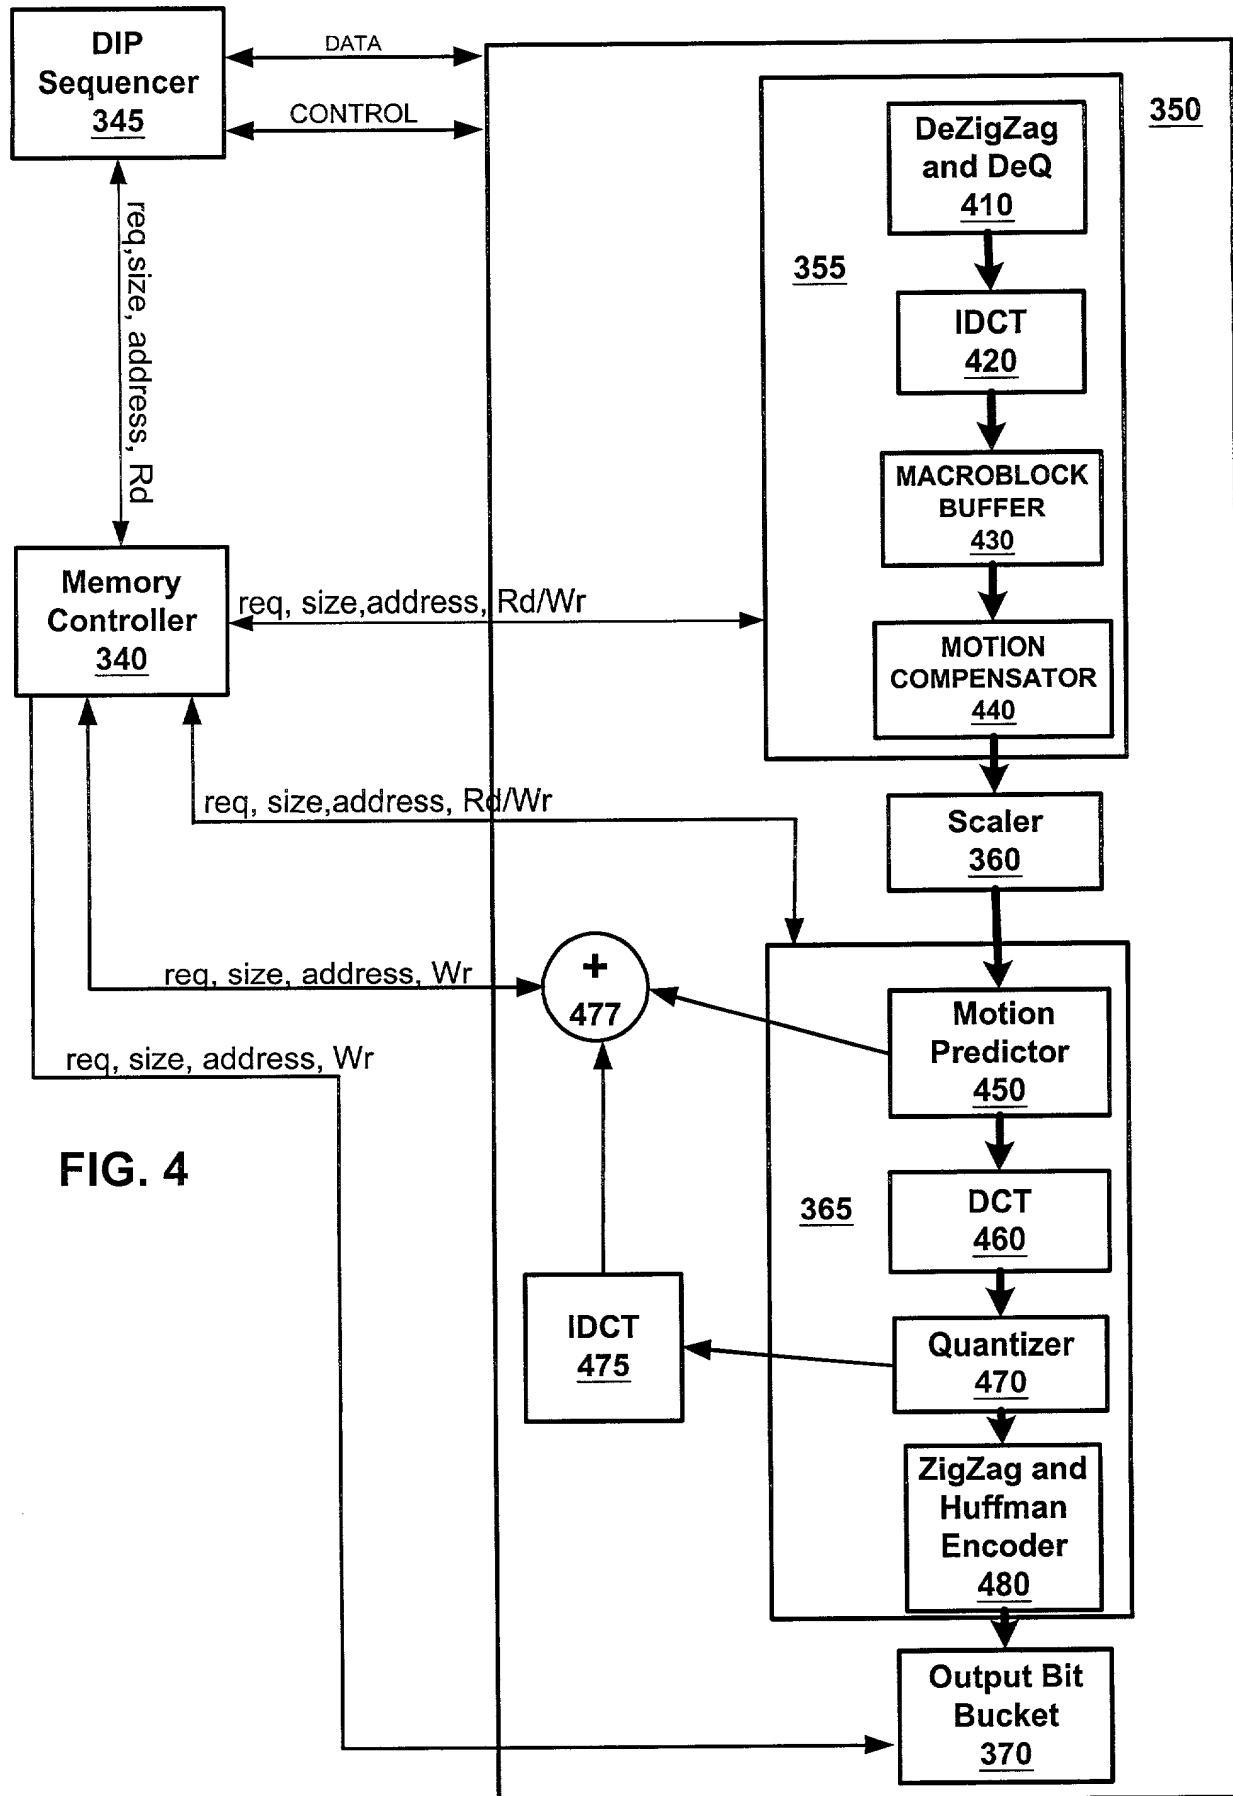 DIP
Sequencer
345
DATA
CONTROL
350
DeZigZag
and DeQ
410
355
IDCT
420
req,size, address, Rd
MACROBLOCK
BUFFER
430
Memory
Controller
340
req, size,address, Rd/Wr
MOTION
COMPENSATOR
440
req, size,address, Rd/Wr
Scaler
360
+
477
req, size, address, Wr
Motion
Predictor
450
req, size, address, Wr
FIG. 4
365
DCT
460
IDCT
475
Quantizer
470
ZigZag and
Huffman
Encoder
480
Output Bit
Bucket
370